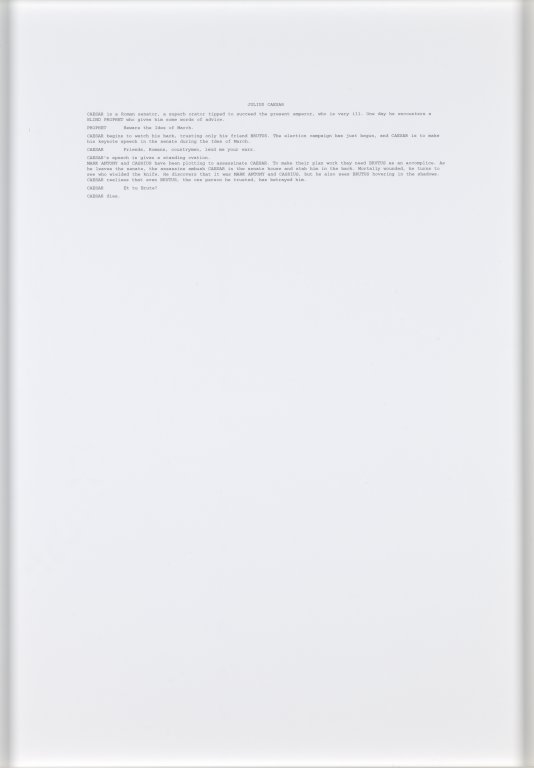 JULIUS CAESAR
CAESAR is a Roman senator, a superb orator tipped to succeed the present emperor, who is very ill. One day he encounters a
BLIND PROPHET who gives him some words of advice.
PROPHET Beware the Ides of March.
CAESAR begins to watch his back, trusting only his friend BRUTUS. The election campaign has just begun, and CAESAR is to make
his keynote speech in the senate during the Ides of March.
CAESAR Friends, Romans, countrymen, lend me your ears.
CAESAR's speech is given a standing ovation.
MARK ANTONY and CASSIUS have been plotting to assassinate CAESAR. To make their plan work they need BRUTUS as an accomplice. As
he leaves the senate, the assassins ambush CAESAR in the senate house and stab him in the back. Mortally wounded, he turns to
see who wielded the knife. He discovers that it was MARK ANTONY and CASSIUS, but he also sees BRUTUS hovering in the shadows.
CAESAR realises that even BRUTUS, the one person he trusted, has betrayed him.
CAESAR Et tu Brute?
CAESAR dies.